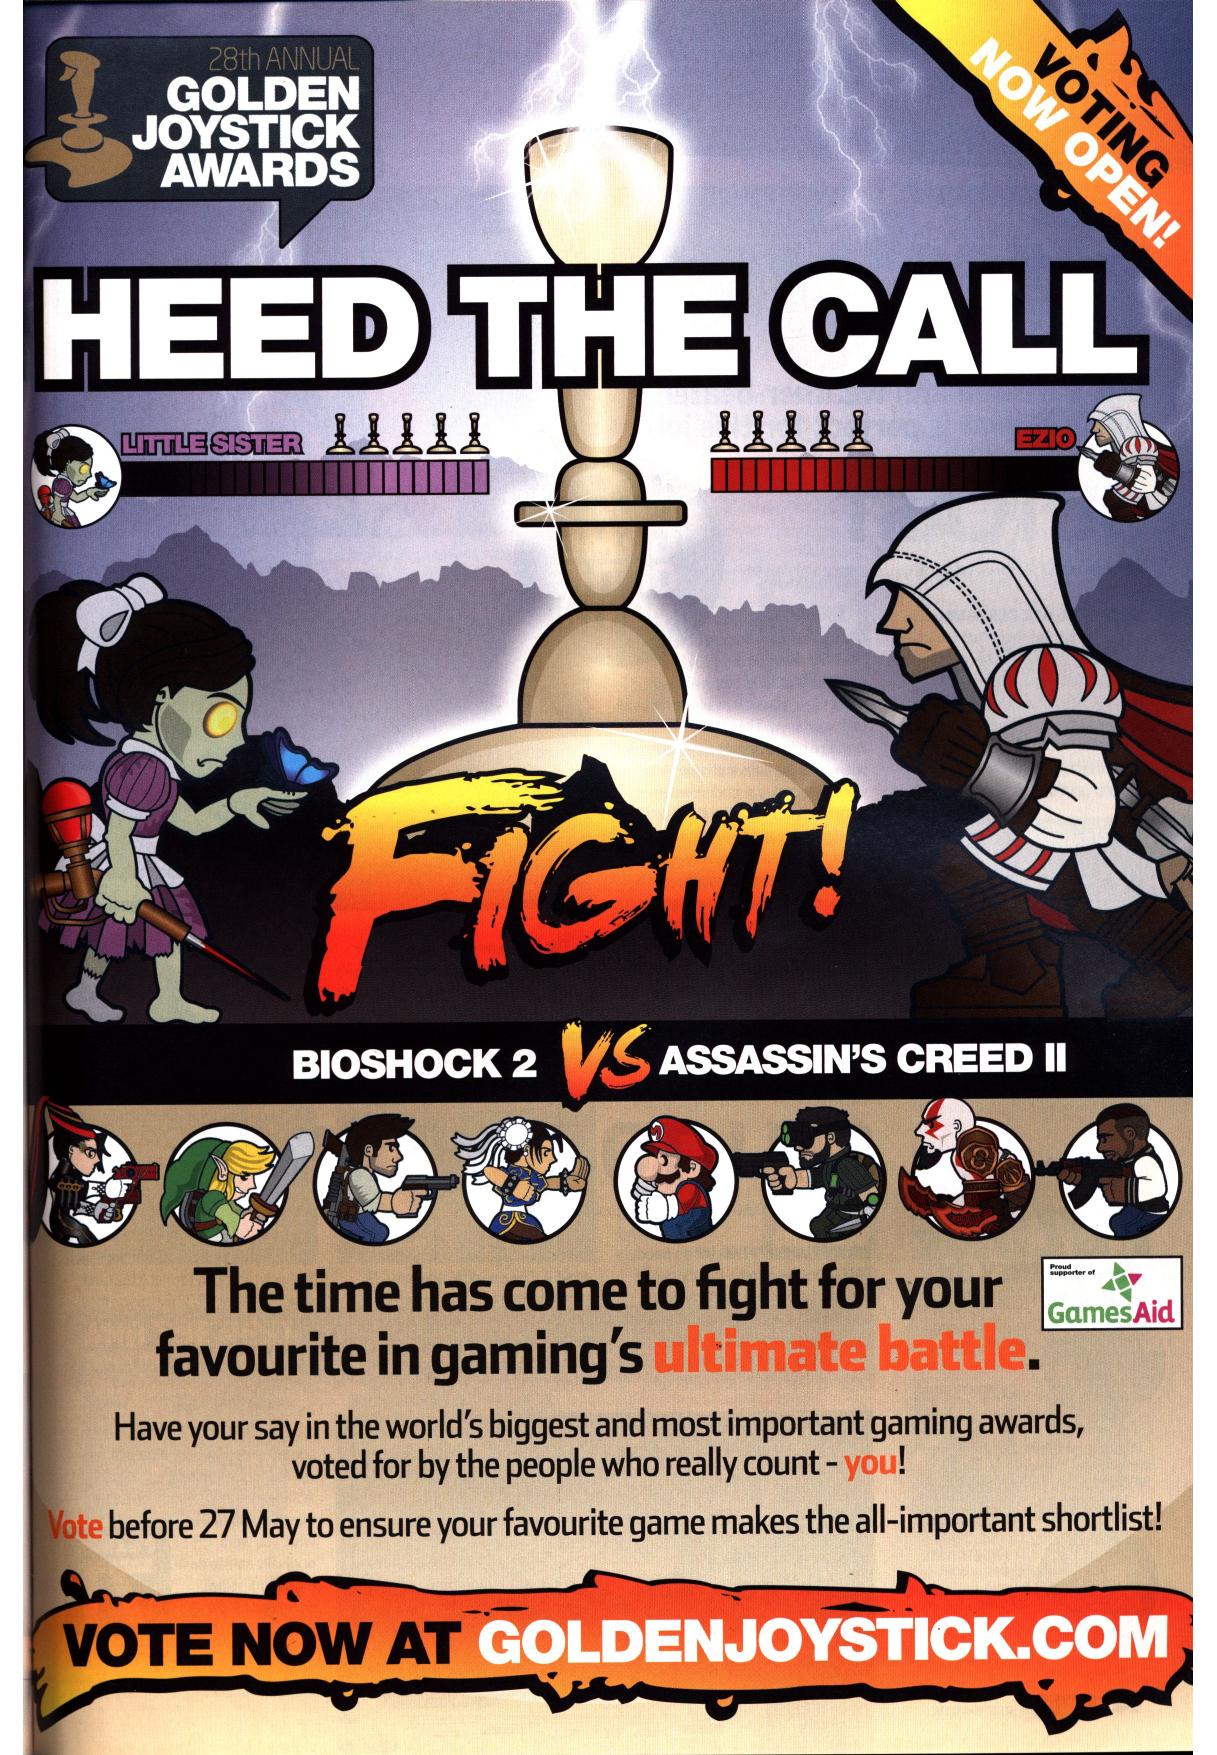 28th ANNUAL
GOLDEN
JOYSTICK
AWARDS
VOTING
NOW OPEN!
HEED THE CALL
LITTLE SISTER
EZIO
FIGHT!
BIOSHOCK 2 VS ASSASSIN'S CREED II
The time has come to fight for your
favourite in gaming's ultimate battle.
Proud
supporter of
GamesAid
Have your say in the world's biggest and most important gaming awards,
voted for by the people who really count - you!
Vote before 27 May to ensure your favourite game makes the all-important shortlist!
VOTE NOW AT GOLDENJOYSTICK.COM